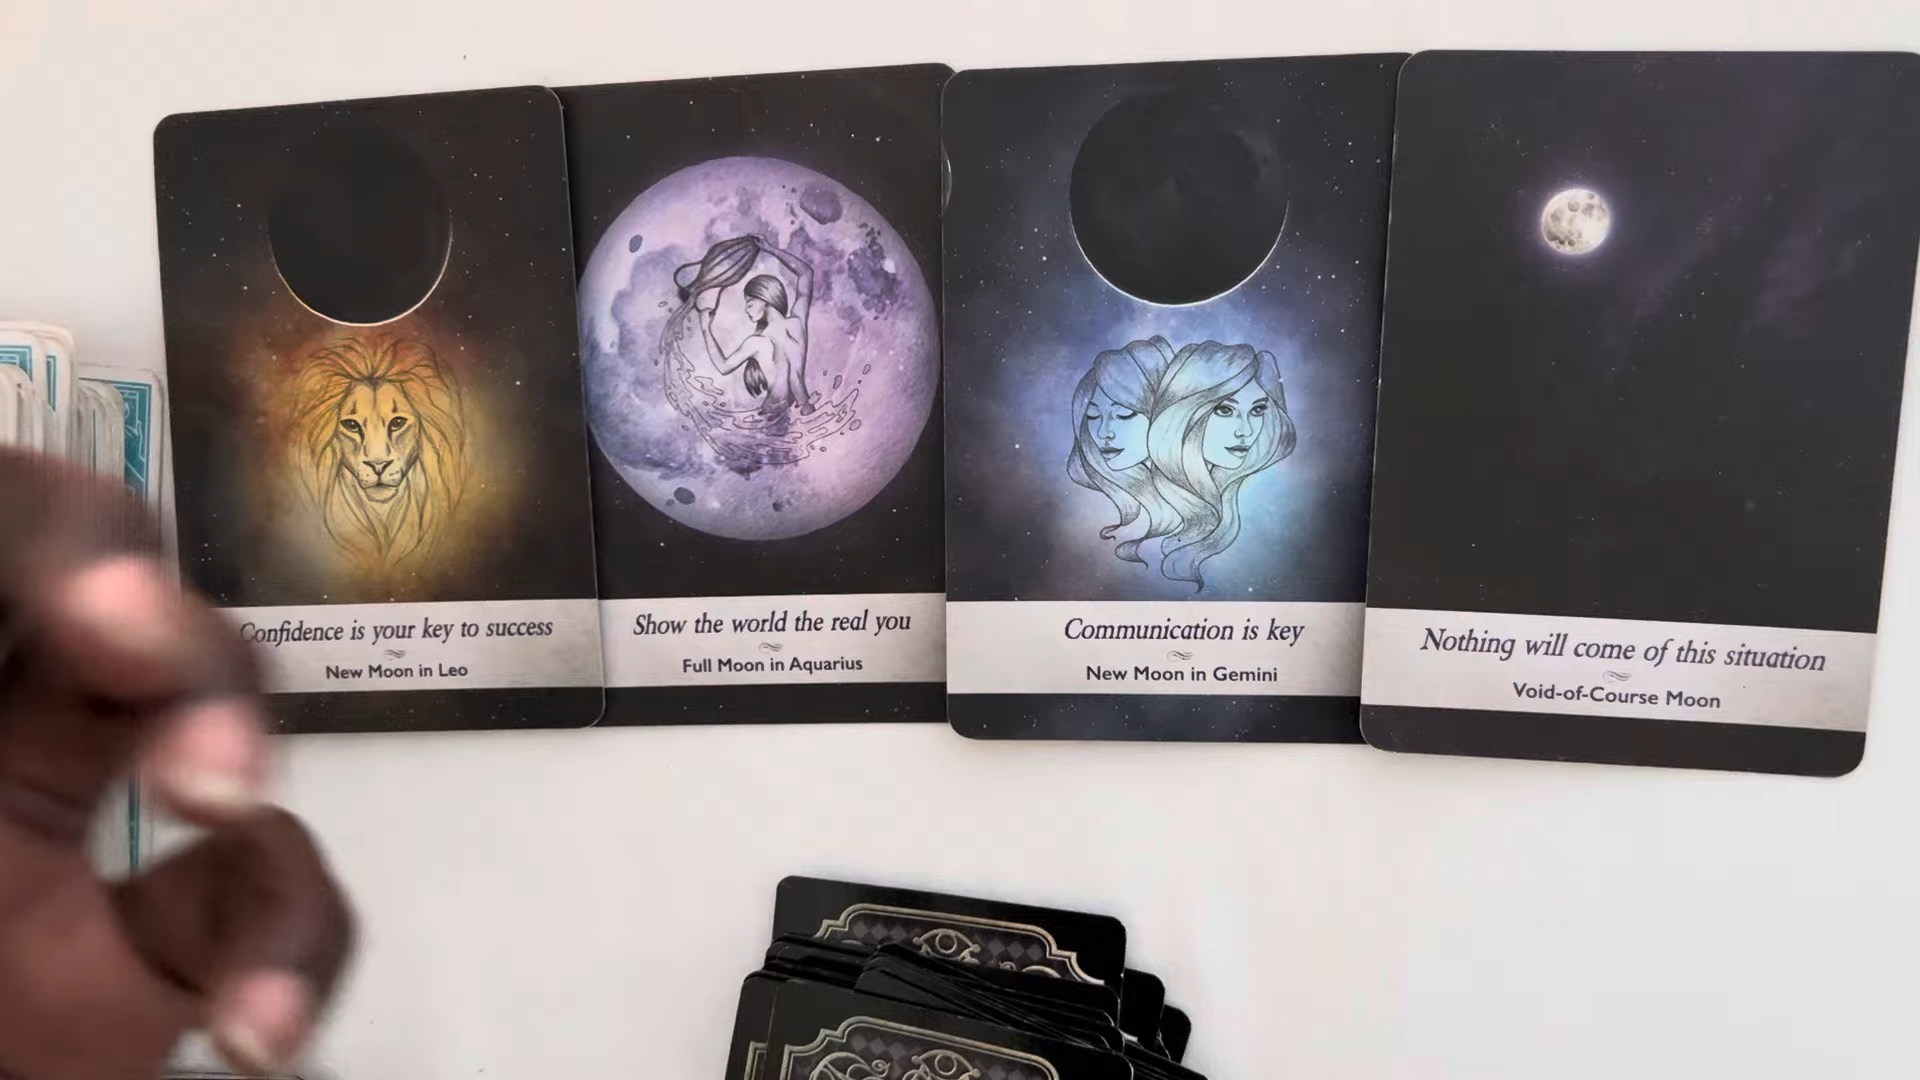 Confidence is your key to success
New Moon in Leo
Show the world the real you
Full Moon in Aquarius
Communication is key
New Moon in Gemini
Nothing will come of this situation
Void-of-Course Moon